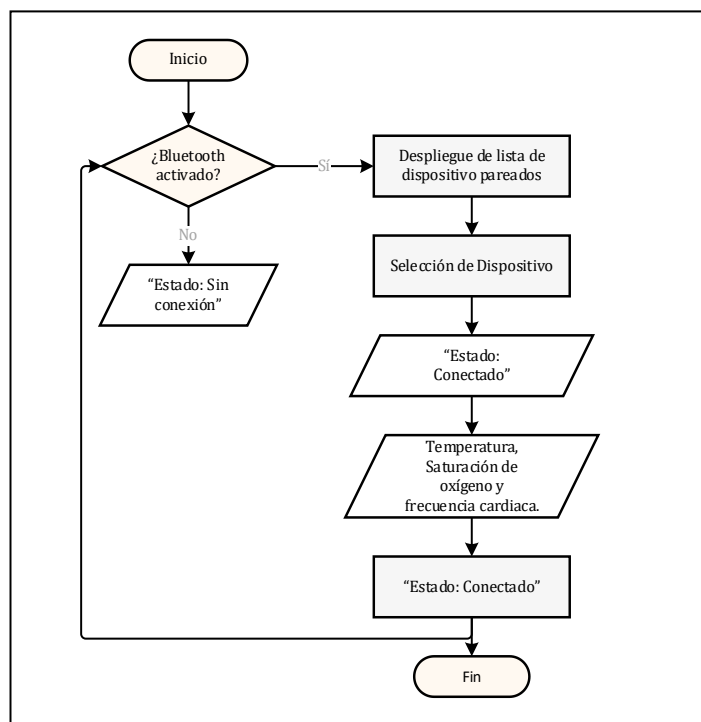 Inicio
¿Bluetooth
activado?
Sí
Despliegue de lista de
dispositivo pareados
No
Selección de Dispositivo
“Estado: Sin
conexión”
“Estado:
Conectado”
Temperatura,
Saturación de
oxígeno y
frecuencia cardiaca.
“Estado: Conectado”
Fin